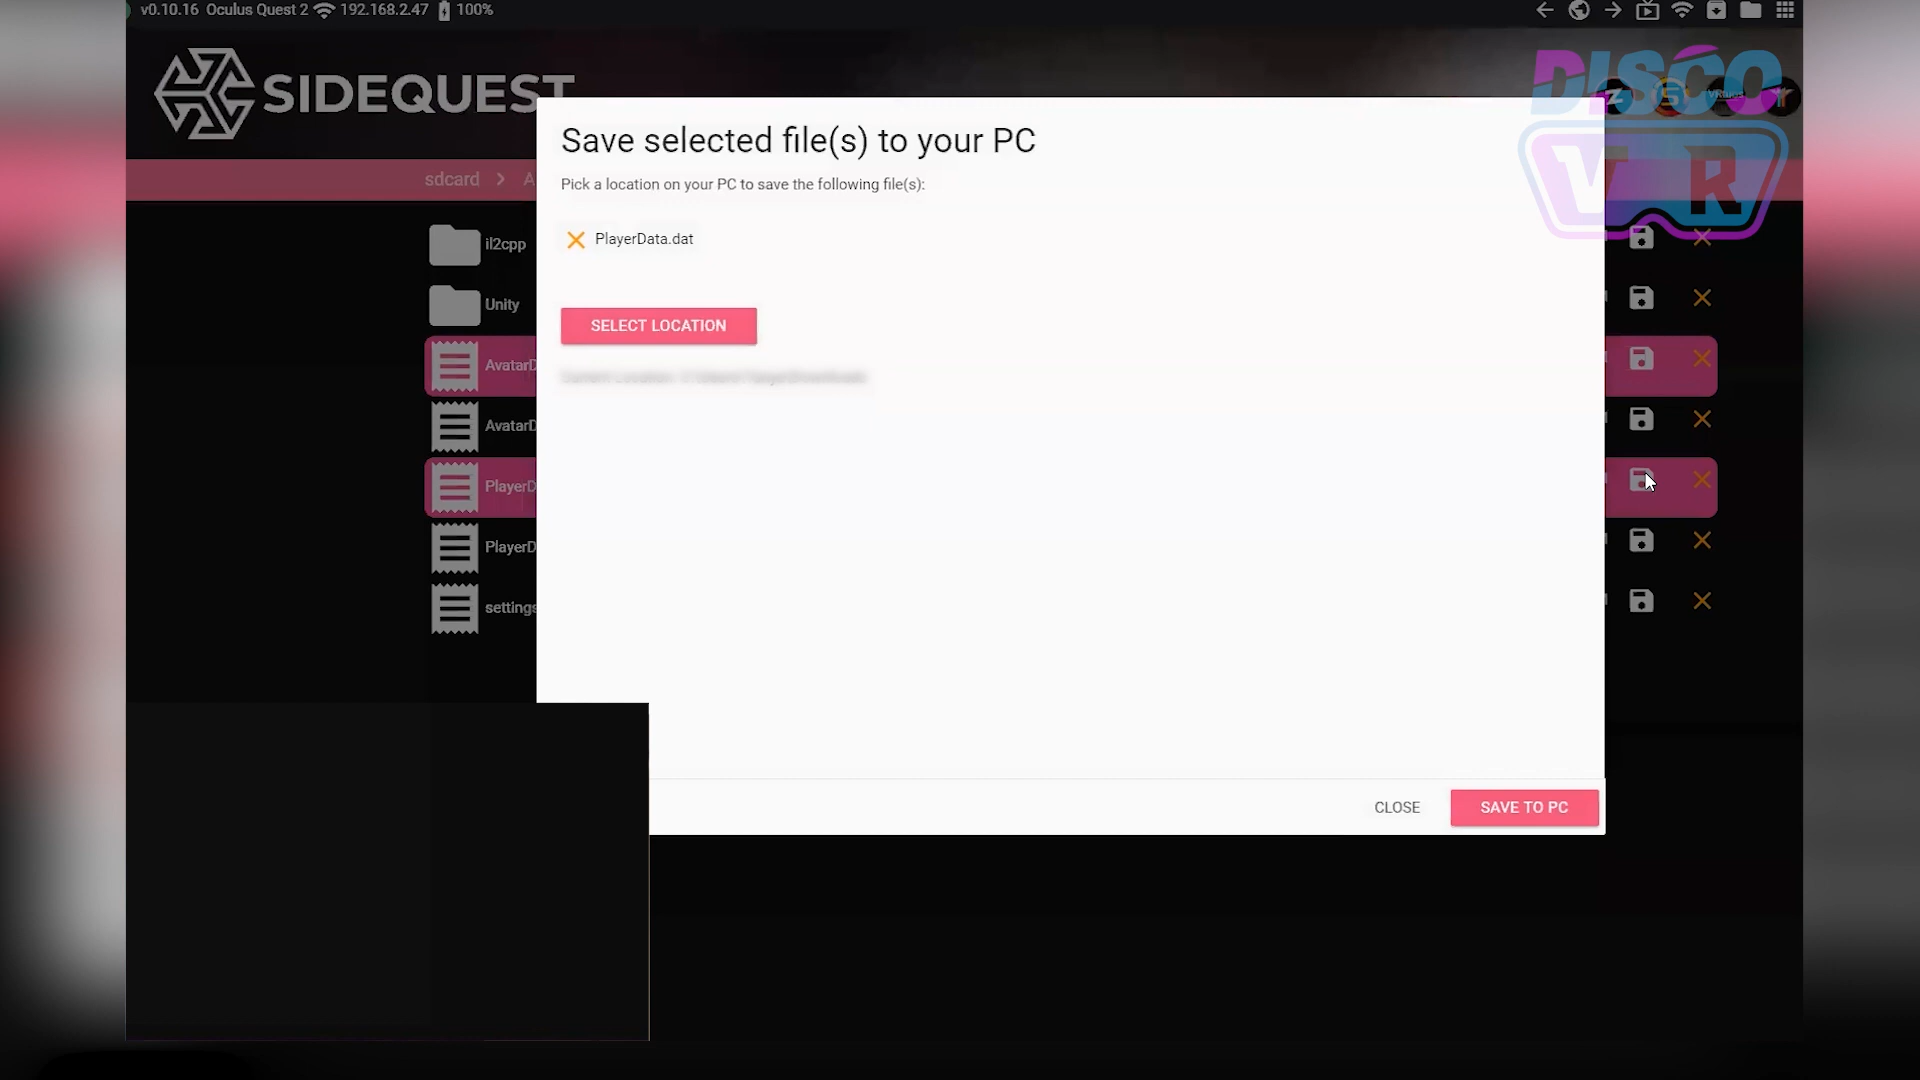 v0.10.16 Oculus Quest 2 192.168.2.47 100%
DISCO
VR
SIDEQUEST
Save selected file(s) to your PC
Pick a location on your PC to save the following file(s):
sdcard > A
PlayerData.dat
il2cpp
Unity
SELECT LOCATION
AvatarD
AvatarD
PlayerD
PlayerD
settings
CLOSE
SAVE TO PC